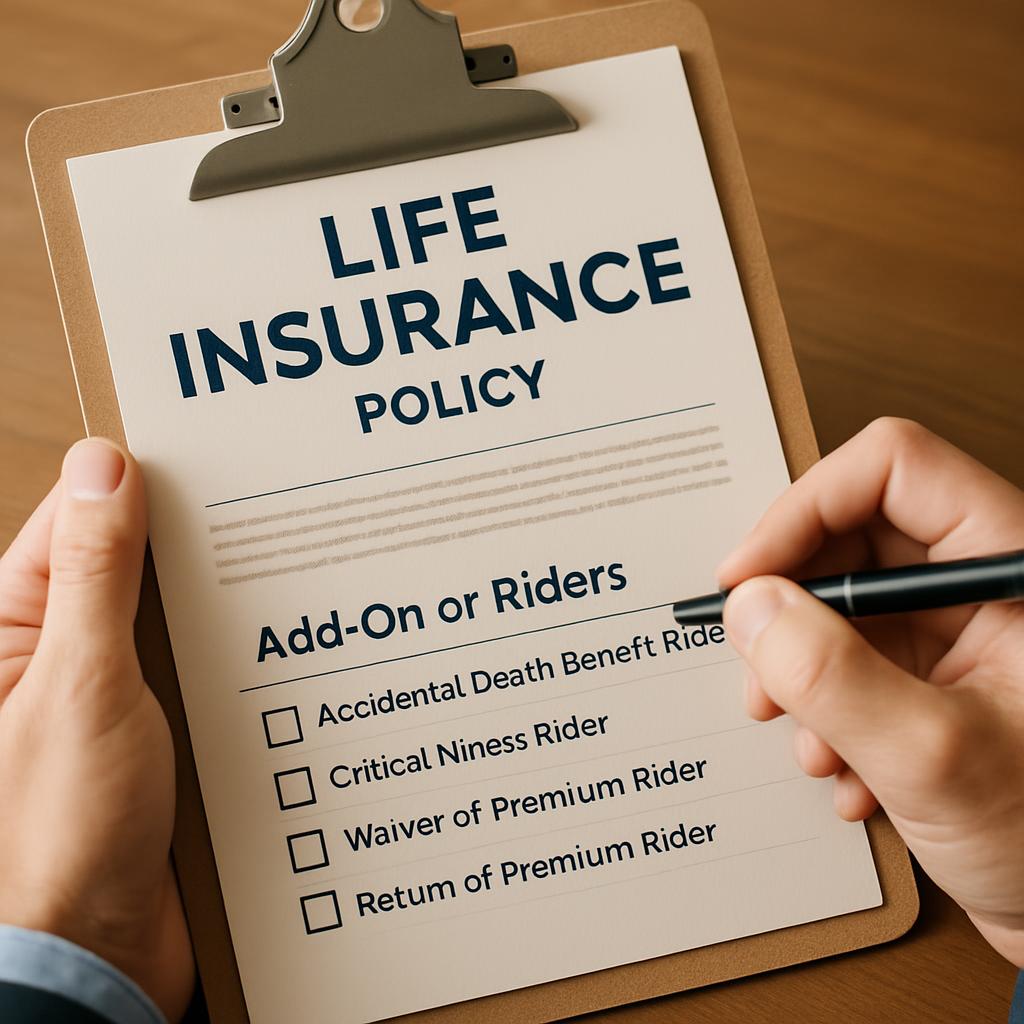 LIFE
INSURANCE
POLICY
Add-On or Riders
Accidental Death Beneft Ride
Critical Niness Rider
Waiver of Premium Rider
Retum of Premium Rider